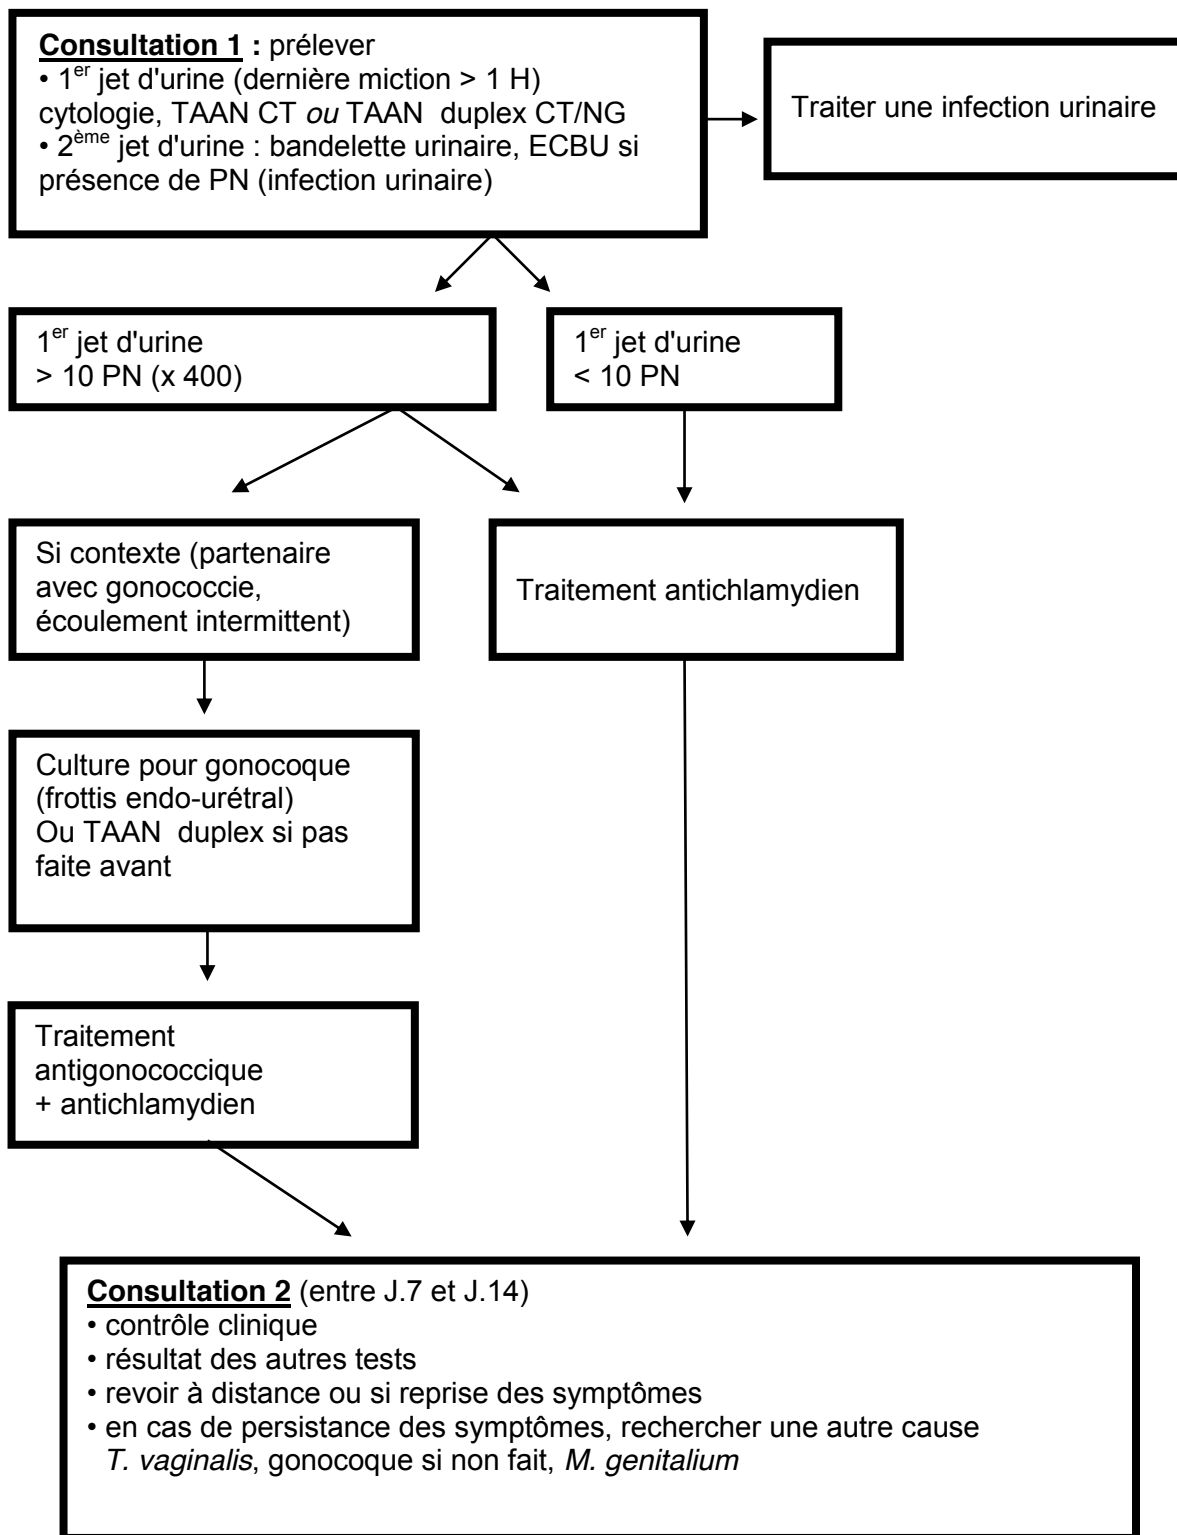 Consultation 1 : prélever
• 1er jet d'urine (dernière miction > 1 H)
cytologie, TAAN CT ou TAAN duplex CT/NG
• 2ème jet d'urine : bandelette urinaire, ECBU si
présence de PN (infection urinaire)
Traiter une infection urinaire
1er jet d'urine
> 10 PN (x 400)
1er jet d'urine
< 10 PN
Si contexte (partenaire
avec gonococcie,
écoulement intermittent)
Traitement antichlamydien
Culture pour gonocoque
(frottis endo-urétral)
Ou TAAN duplex si pas
faite avant
Traitement
antigonococcique
+ antichlamydien
Consultation 2 (entre J.7 et J.14)
• contrôle clinique
• résultat des autres tests
• revoir à distance ou si reprise des symptômes
• en cas de persistance des symptômes, rechercher une autre cause
T. vaginalis, gonocoque si non fait, M. genitalium